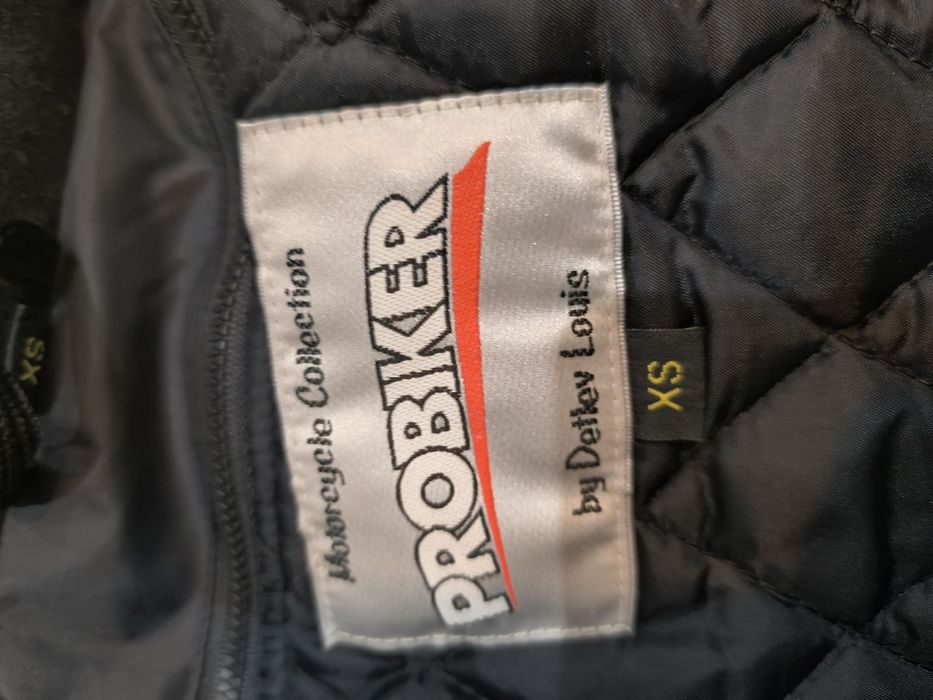 Motorcycle Collection
PROBIKER
by Detlev Louis
XS
XS